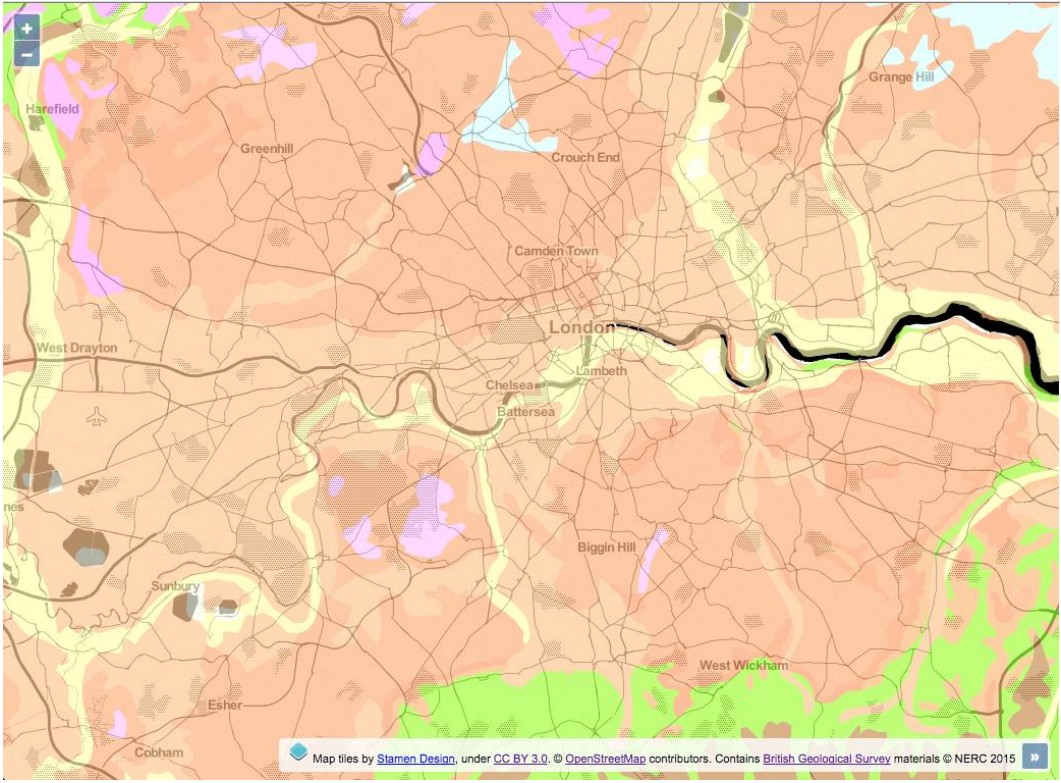 +
−
Grange Hill
Harefield
Greenhill
Crouch End
Camden Town
London
West Drayton
Lambeth
Chelsea
Battersea
nes
Biggin Hill
Sunbury
West Wickham
Esher
Cobham
Map tiles by Stamen Design, under CC BY 3.0. © OpenStreetMap contributors. Contains British Geological Survey materials © NERC 2015 »